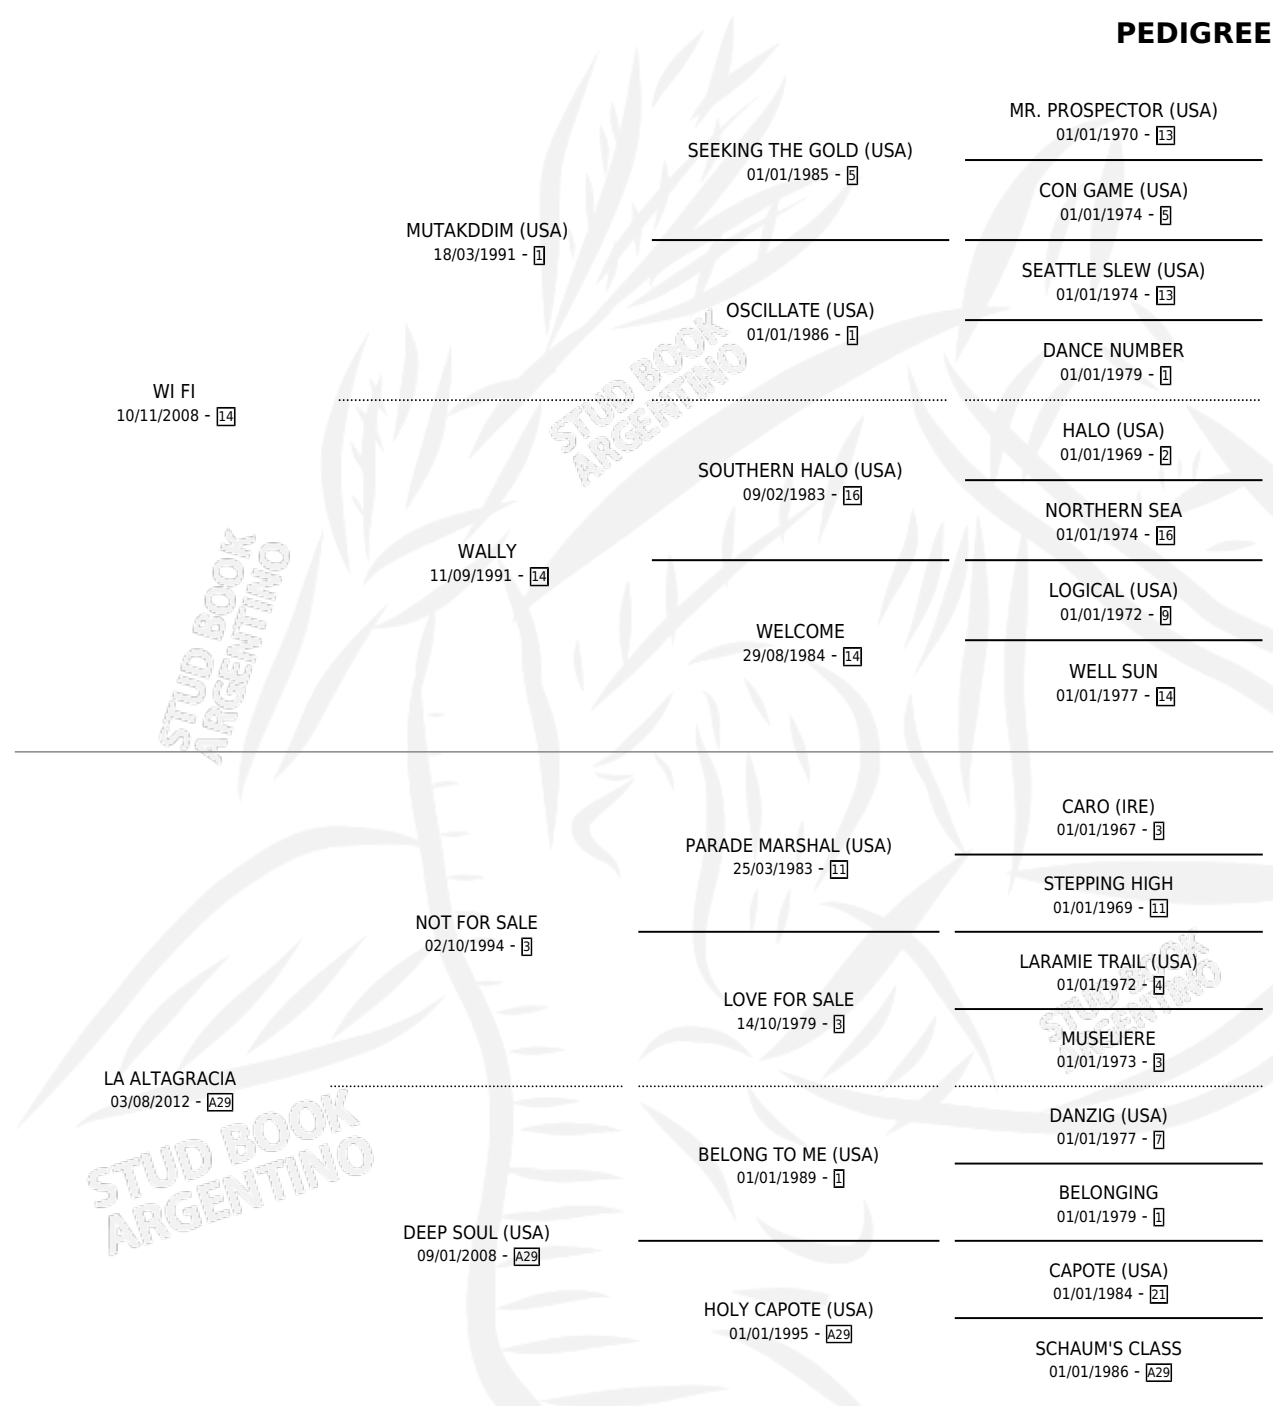 PEDIGREE
MR. PROSPECTOR (USA)
01/01/1970 - 13
SEEKING THE GOLD (USA)
01/01/1985 - 5
CON GAME (USA)
01/01/1974 - 5
MUTAKDDIM (USA)
18/03/1991 - 1
SEATTLE SLEW (USA)
01/01/1974 - 13
OSCILLATE (USA)
01/01/1986 - 1
DANCE NUMBER
01/01/1979 - 1
WI FI
10/11/2008 - 14
HALO (USA)
01/01/1969 - 2
SOUTHERN HALO (USA)
09/02/1983 - 16
NORTHERN SEA
01/01/1974 - 16
WALLY
11/09/1991 - 14
LOGICAL (USA)
01/01/1972 - 9
WELCOME
29/08/1984 - 14
WELL SUN
01/01/1977 - 14
CARO (IRE)
01/01/1967 - 3
PARADE MARSHAL (USA)
25/03/1983 - 11
STEPPING HIGH
01/01/1969 - 11
NOT FOR SALE
02/10/1994 - 3
LARAMIE TRAIL (USA)
01/01/1972 - 4
LOVE FOR SALE
14/10/1979 - 3
MUSELIERE
01/01/1973 - 3
LA ALTAGRACIA
03/08/2012 - A29
DANZIG (USA)
01/01/1977 - 7
BELONG TO ME (USA)
01/01/1989 - 1
BELONGING
01/01/1979 - 1
DEEP SOUL (USA)
09/01/2008 - A29
CAPOTE (USA)
01/01/1984 - 21
HOLY CAPOTE (USA)
01/01/1995 - A29
SCHAUM'S CLASS
01/01/1986 - A29
STUD BOOK
ARGENTINO
STUD BOOK
ARGENTINO
STUD BOOK
ARGENTINO
STUD BOOK
ARGENTINO